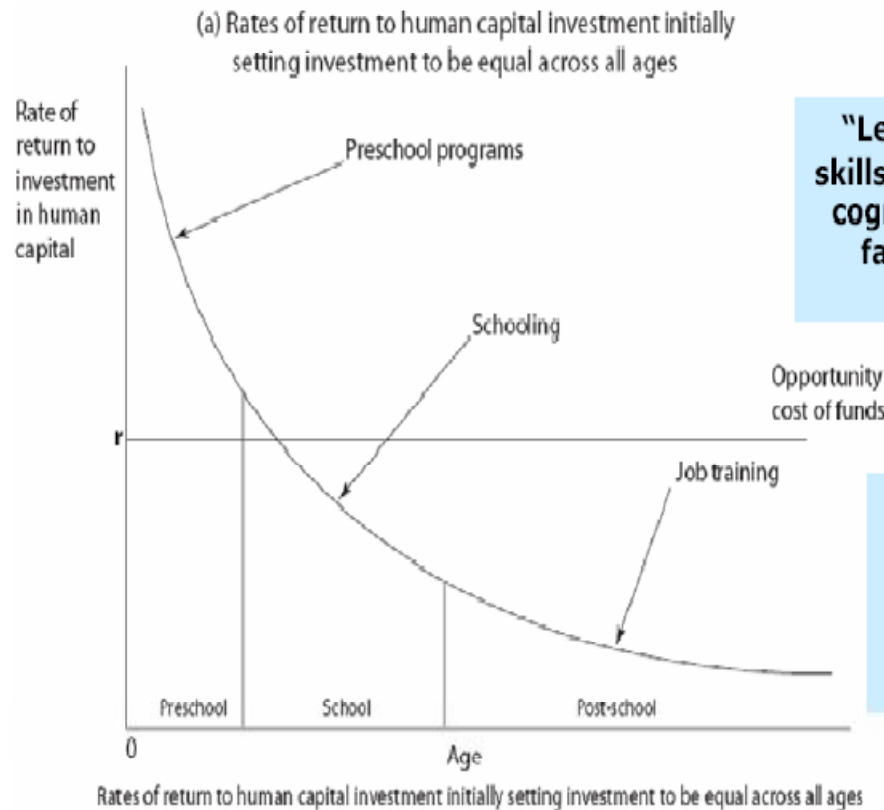 (a) Rates of return to human capital investment initially
setting investment to be equal across all ages
Rate of
return to
investment
in human
capital
Preschool programs
Schooling
Opportunity
cost of funds
r
Job training
Preschool
School
Post-school
0
Age
Rates of return to human capital investment initially setting investment to be equal across all ages